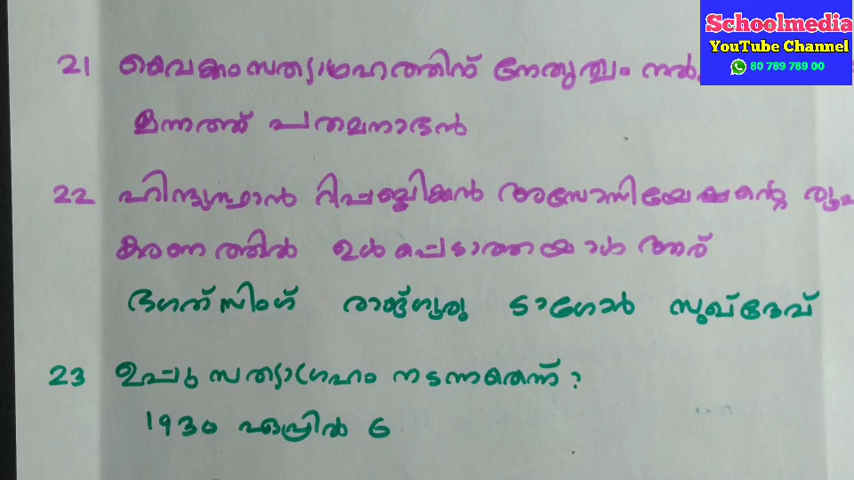 Schoolmedia
YouTube Channel
80 789 789 00
21 വൈക്കം സത്യാഗ്രഹത്തിന് നേതൃത്വം നൽ
മന്നത്ത് പത്മനാഭൻ
22 ഹിന്ദുസ്ഥാൻ റിപ്പബ്ലിക്കൻ അസോസിയേഷന്റെ രൂപ
കരണത്തിൽ ഉൾപ്പെടാത്തയാൾ ആര്
ഭഗത്സിംഗ് രാജ്ഗുരു ടാഗോർ സുഖ്ദേവ്
23 ഉപ്പു സത്യാഗ്രഹം നടന്നതെന്ന് ?
1930 ഏപ്രിൽ 6